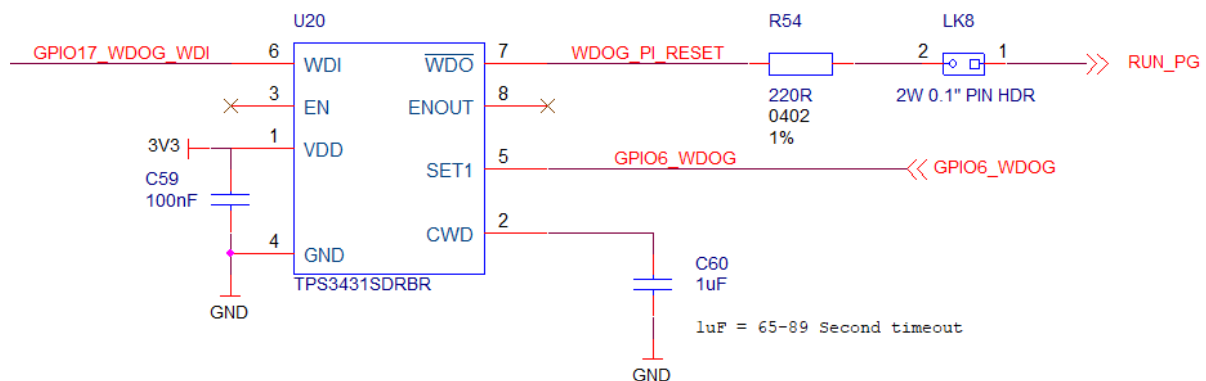 U20
R54
LK8
GPIO17_WDOG_WDI
6
WDI
WDO
7
WDOG_PI_RESET
2
1
RUN_PG
3
EN
ENOUT
8
220R
0402
1%
2W 0.1" PIN HDR
3V3
1
VDD
SET1
5
GPIO6_WDOG
GPIO6_WDOG
C59
100nF
CWD
2
4
GND
TPS3431SDRBR
C60
1uF
GND
1uF = 65-89 Second timeout
GND